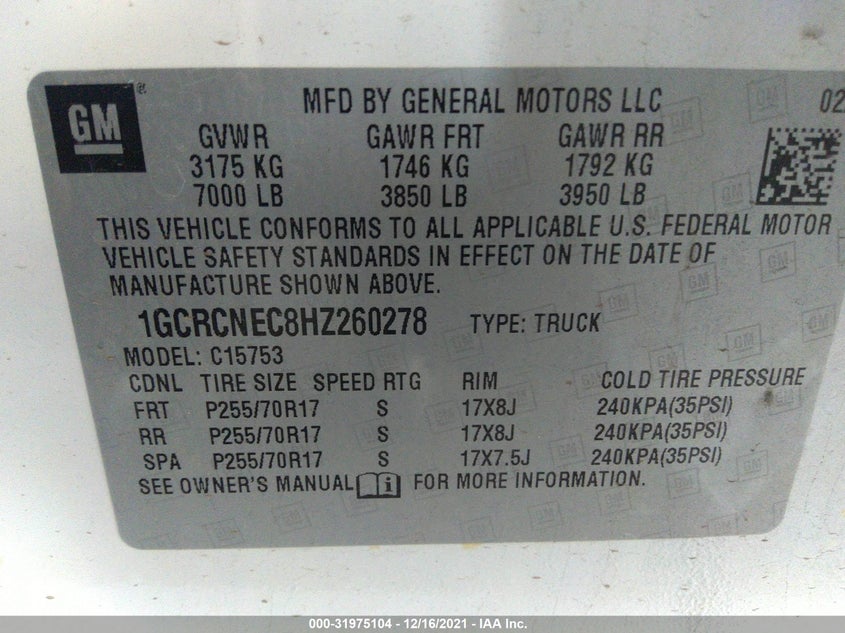 GM® MFD BY GENERAL MOTORS LLC 02
GVWR GAWR FRT GAWR RR
3175 KG 1746 KG 1792 KG
7000 LB 3850 LB 3950 LB
THIS VEHICLE CONFORMS TO ALL APPLICABLE U.S. FEDERAL MOTOR
VEHICLE SAFETY STANDARDS IN EFFECT ON THE DATE OF
MANUFACTURE SHOWN ABOVE.
1GCRCNEC8HZ260278 TYPE: TRUCK
MODEL: C15753
CDNL TIRE SIZE SPEED RTG RIM COLD TIRE PRESSURE
FRT P255/70R17 S 17X8J 240KPA(35PSI)
RR P255/70R17 S 17X8J 240KPA(35PSI)
SPA P255/70R17 S 17X7.5J 240KPA(35PSI)
SEE OWNER'S MANUAL FOR MORE INFORMATION.
000-31975104 - 12/16/2021 - IAA Inc.